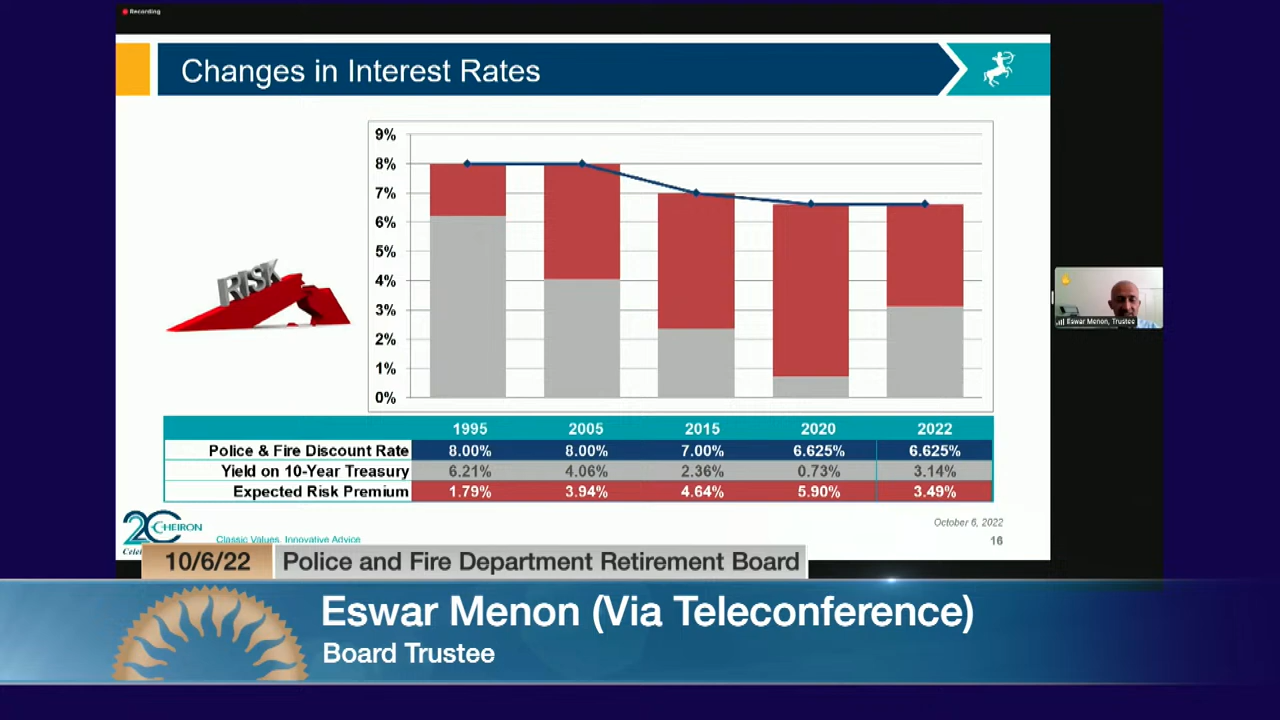 Recording
Changes in Interest Rates
9%
8%
7%
6%
5%
4%
3%
2%
1%
0%
RISK
1995 2005 2015 2020 2022
Police & Fire Discount Rate 8.00% 8.00% 7.00% 6.625% 6.625%
Yield on 10-Year Treasury 6.21% 4.06% 2.36% 0.73% 3.14%
Expected Risk Premium 1.79% 3.94% 4.64% 5.90% 3.49%
Eswar Menon, Trustee
CHEIRON
Classic Values, Innovative Advice
October 6, 2022
16
10/6/22
Police and Fire Department Retirement Board
Eswar Menon (Via Teleconference)
Board Trustee